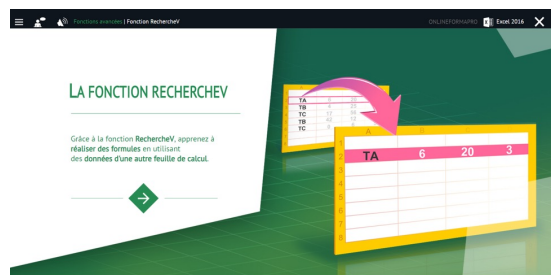 Fonctions avancées | Fonction RechercheV
ONLINEFORMAPRO
Excel 2016
LA FONCTION RECHERCHEV
Grâce à la fonction RechercheV, apprenez à
réaliser des formules en utilisant
des données d'une autre feuille de calcul.
TA
TB
TC
TB
TC
A
1
2 TA 6 20 3
3
4
5
6
7
8